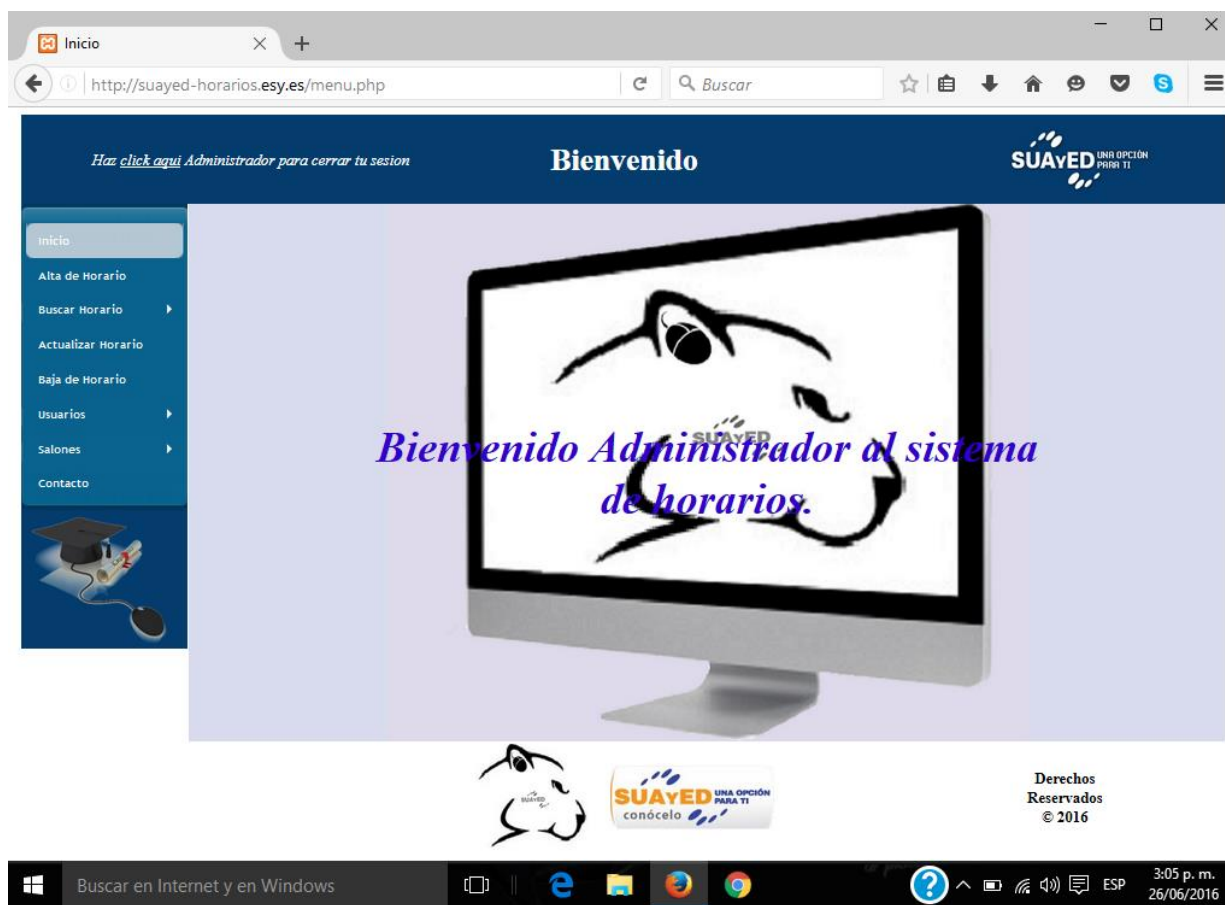 Inicio
http://suayed-horarios.esy.es/menu.php
Buscar
Haz click aqui Administrador para cerrar tu sesion
Bienvenido
SUAYED UNA OPCIÓN
PARA TI
Inicio
Alta de Horario
Buscar Horario
Actualizar Horario
Baja de Horario
Usuarios
Salones
Contacto
SUAYED
Bienvenido Administrador al sistema
de horarios.
SUAYED
SUAYED UNA OPCIÓN
PARA TI
conócelo
Derechos
Reservados
© 2016
Buscar en Internet y en Windows
ESP
3:05 p. m.
26/06/2016